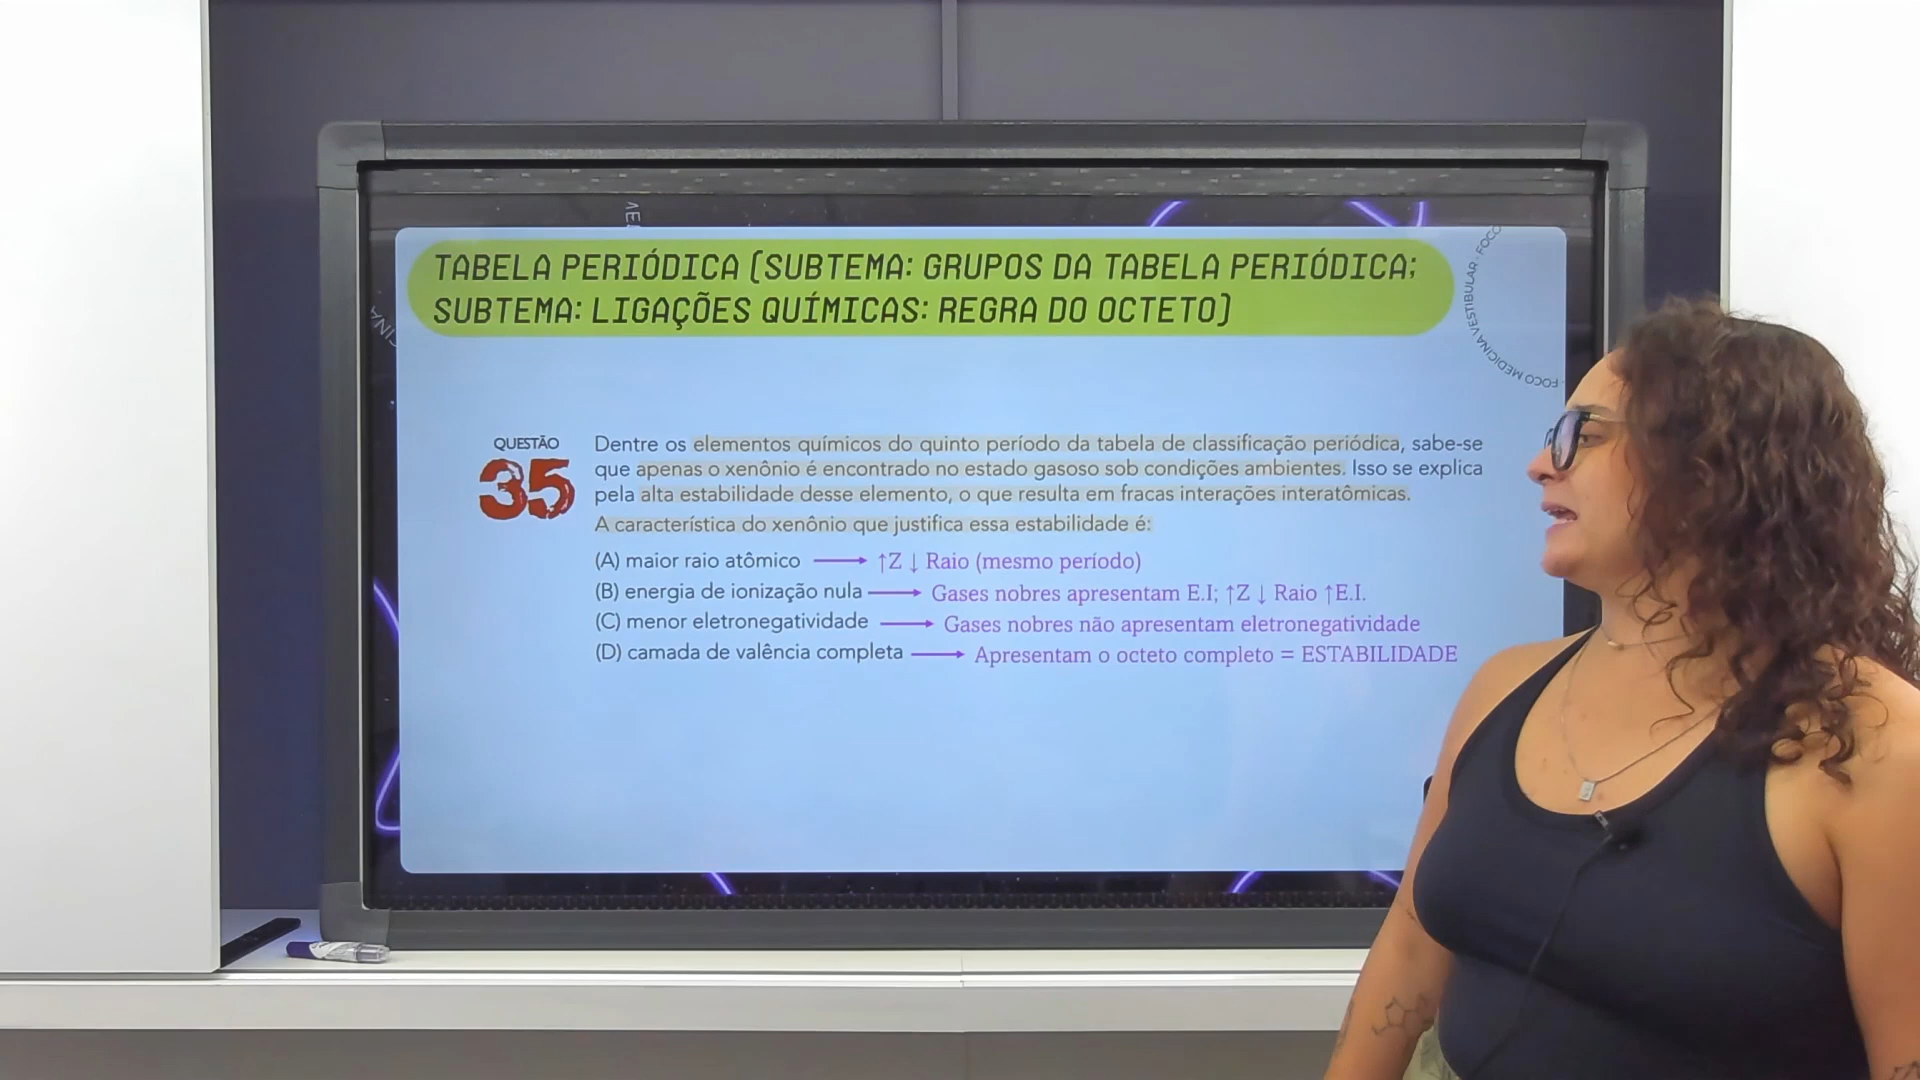 TABELA PERIÓDICA (SUBTEMA: GRUPOS DA TABELA PERIÓDICA;
SUBTEMA: LIGAÇÕES QUÍMICAS: REGRA DO OCTETO)
FOCO MEDICINA VESTIBULAR · FOCO
QUESTÃO
35
Dentre os elementos químicos do quinto período da tabela de classificação periódica, sabe-se
que apenas o xenônio é encontrado no estado gasoso sob condições ambientes. Isso se explica
pela alta estabilidade desse elemento, o que resulta em fracas interações interatômicas.
A característica do xenônio que justifica essa estabilidade é:
(A) maior raio atômico → ↑Z ↓ Raio (mesmo período)
(B) energia de ionização nula → Gases nobres apresentam E.I; ↑Z ↓ Raio ↑E.I.
(C) menor eletronegatividade → Gases nobres não apresentam eletronegatividade
(D) camada de valência completa → Apresentam o octeto completo = ESTABILIDADE